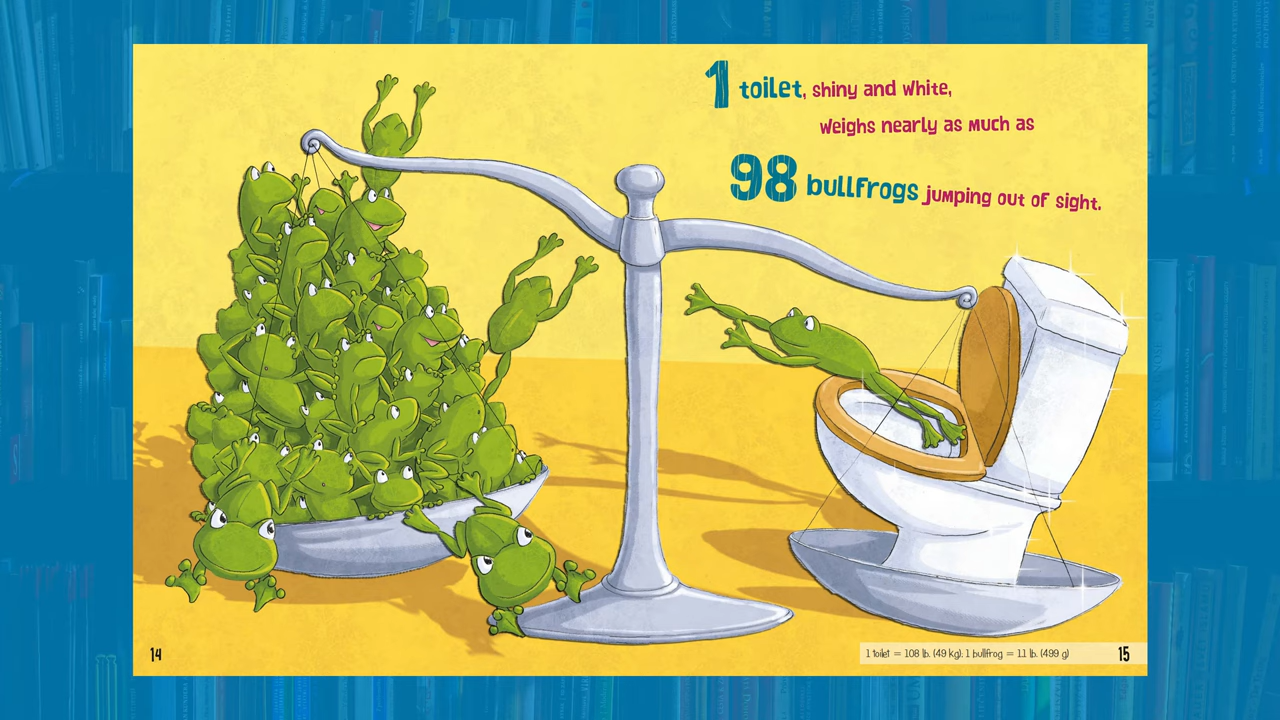 1 toilet, shiny and white,
weighs nearly as much as
98 bullfrogs jumping out of sight.
14
1 toilet = 108 lb. (49 kg); 1 bullfrog = 1.1 lb. (499 g)
15